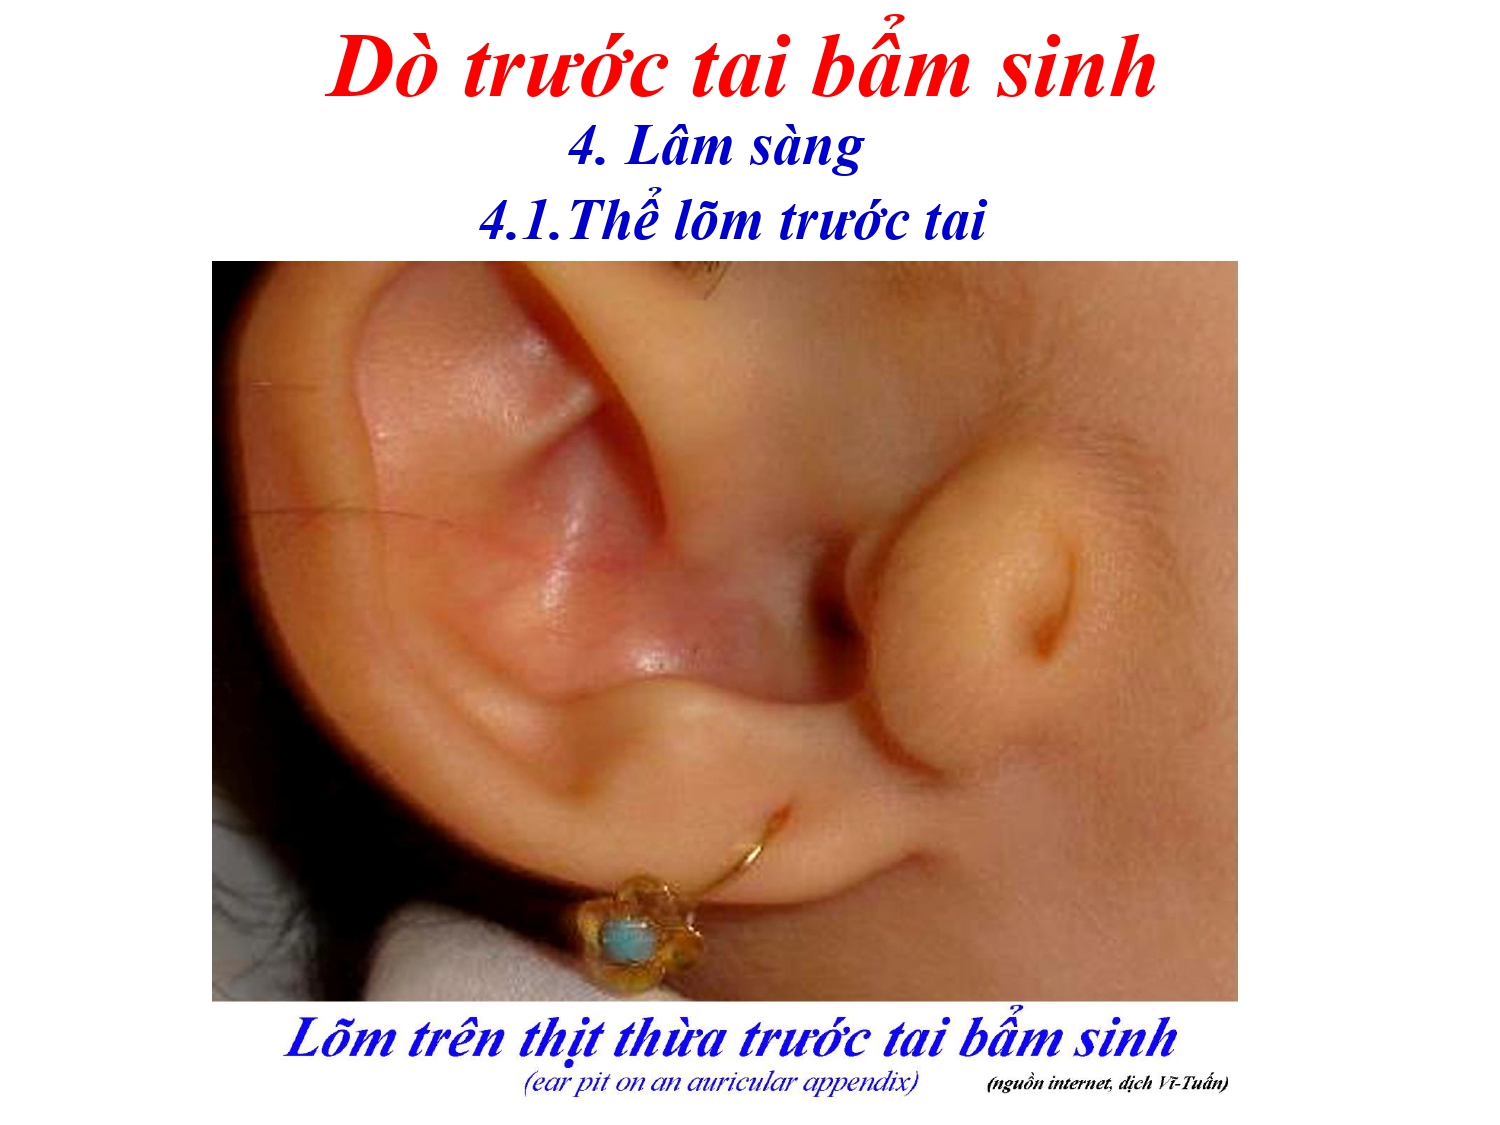 Dò trước tai bẩm sinh
4. Lâm sàng
4.1.Thể lõm trước tai
Lõm trên thịt thừa trước tai bẩm sinh
(ear pit on an auricular appendix) (nguồn internet, dịch Vĩ-Tuấn)